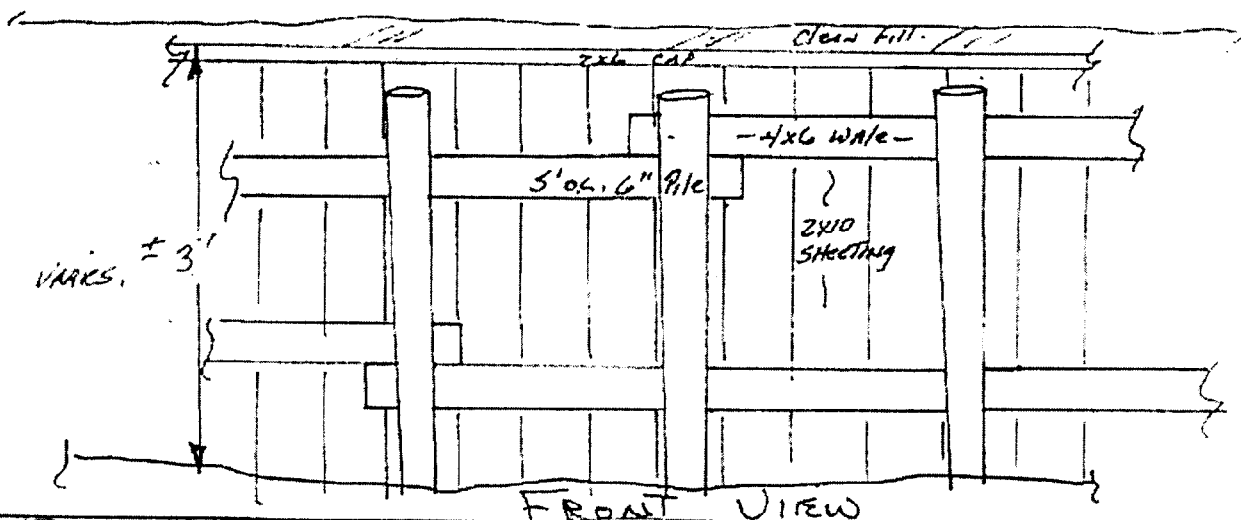 clean Fill.
2x6 CAP
-4x6 WAle-
5'o.c. 6" Pile
2X10
SHEETING
VARIES. ± 3'
FRONT VIEW